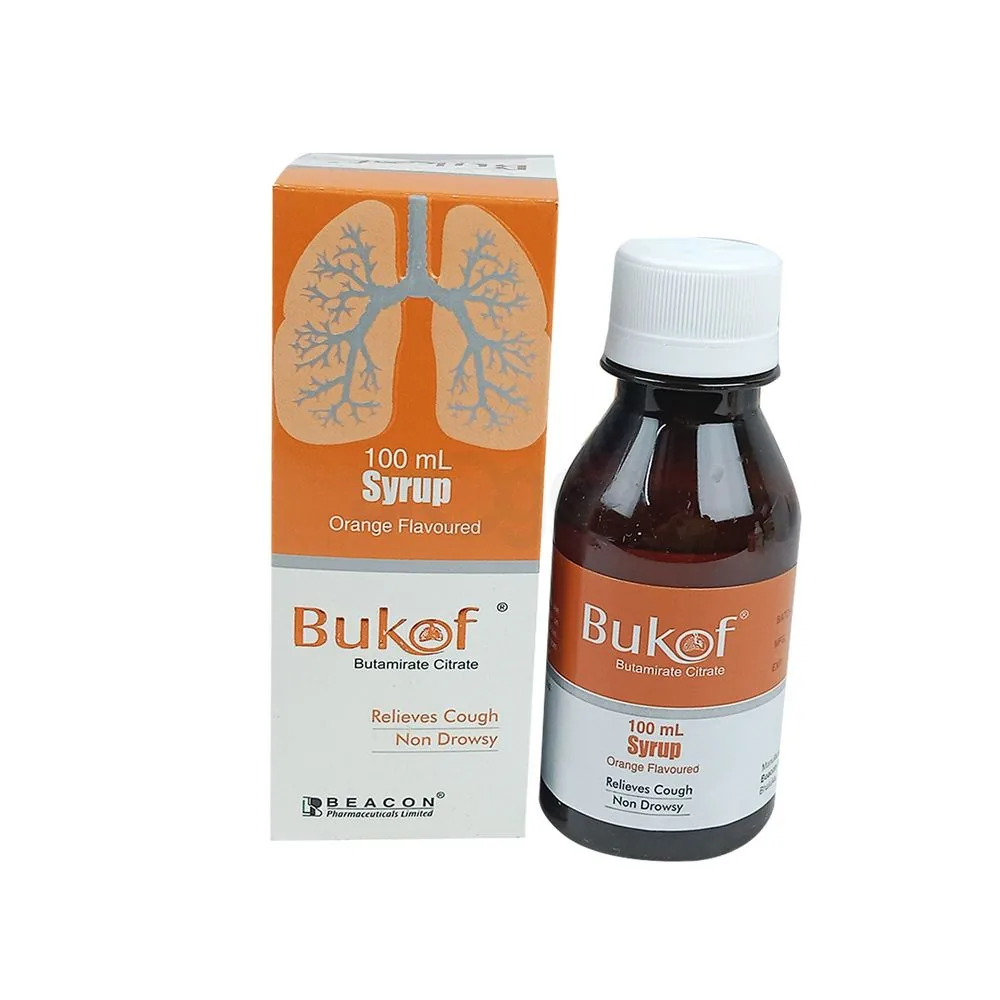 100 mL
Syrup
Orange Flavoured
Bukof ®
Butamirate Citrate
Relieves Cough
Non Drowsy
BEACON®
Pharmaceuticals Limited
Bukof®
Butamirate Citrate
100 mL
Syrup
Orange Flavoured
Relieves Cough
Non Drowsy